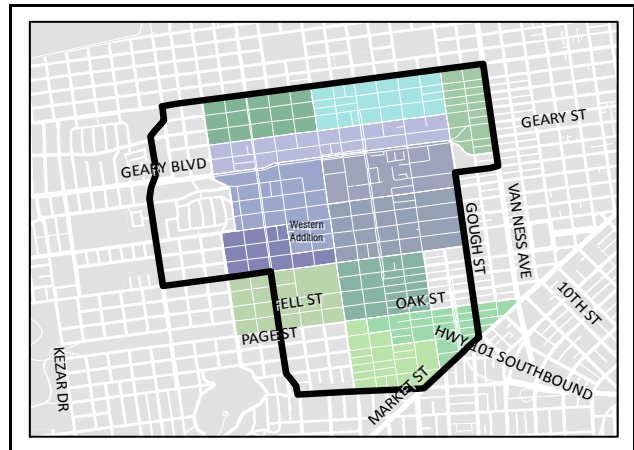 GEARY ST
GEARY BLVD
VAN NESS AVE
GOUGH ST
Western
Addition
FELL ST
OAK ST
10TH ST
PAGE ST
HWY 101 SOUTHBOUND
KEZAR DR
MARKET ST